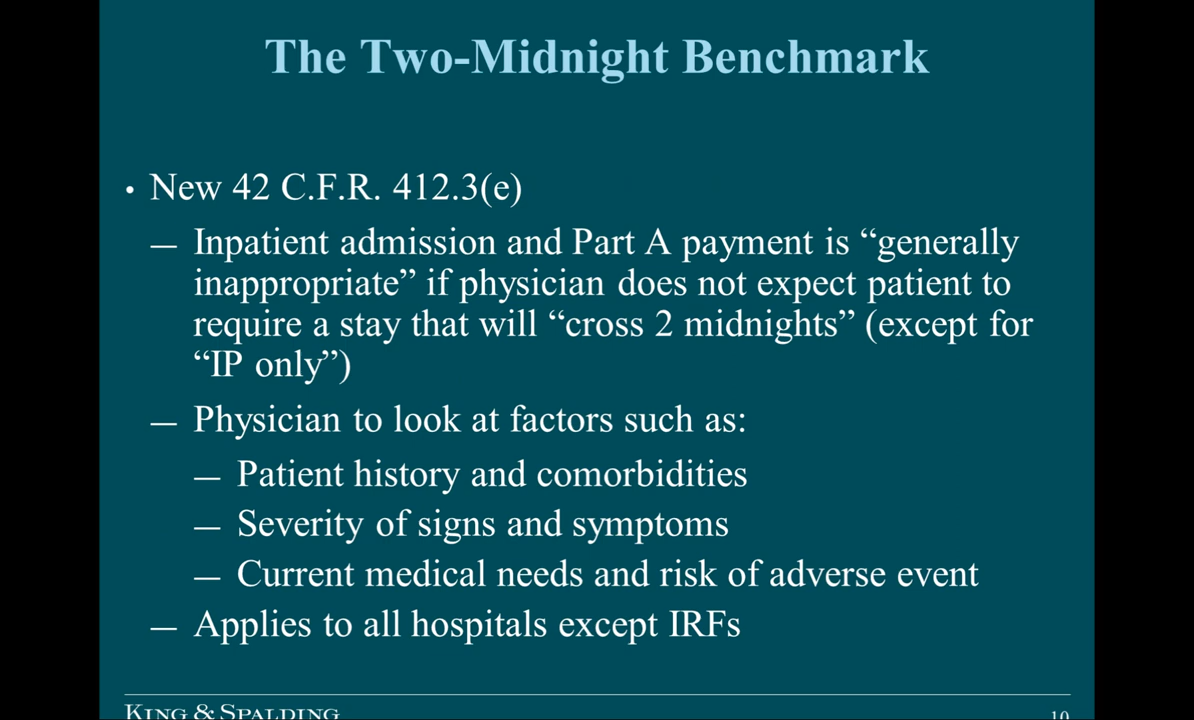 The Two-Midnight Benchmark
• New 42 C.F.R. 412.3(e)
— Inpatient admission and Part A payment is “generally
inappropriate” if physician does not expect patient to
require a stay that will “cross 2 midnights” (except for
“IP only”)
— Physician to look at factors such as:
— Patient history and comorbidities
— Severity of signs and symptoms
— Current medical needs and risk of adverse event
— Applies to all hospitals except IRFs
KING & SPALDING
10